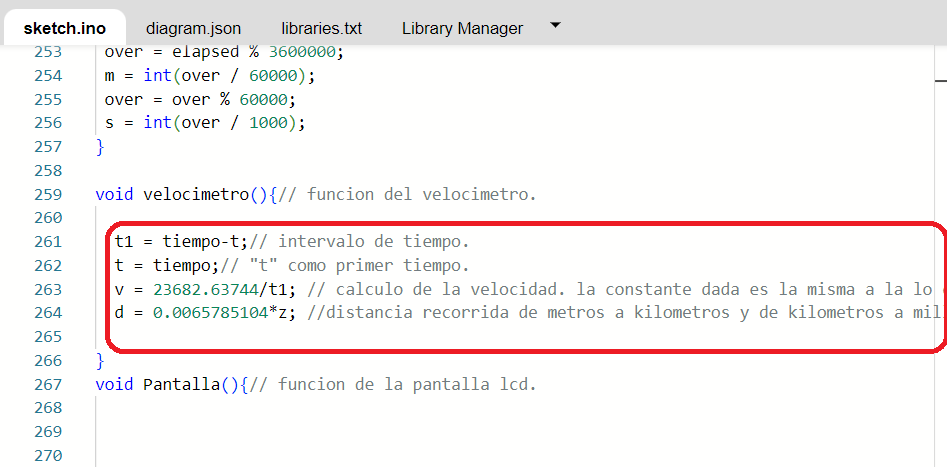 sketch.ino diagram.json libraries.txt Library Manager
253 over = elapsed % 3600000;
254 m = int(over / 60000);
255 over = over % 60000;
256 s = int(over / 1000);
257 }
258
259 void velocimetro(){// funcion del velocimetro.
260
261 t1 = tiempo-t;// intervalo de tiempo.
262 t = tiempo;// "t" como primer tiempo.
263 v = 23682.63744/t1; // calculo de la velocidad. la constante dada es la misma a la lo
264 d = 0.0065785104*z; //distancia recorrida de metros a kilometros y de kilometros a mil
265
266 }
267 void Pantalla(){// funcion de la pantalla lcd.
268
269
270